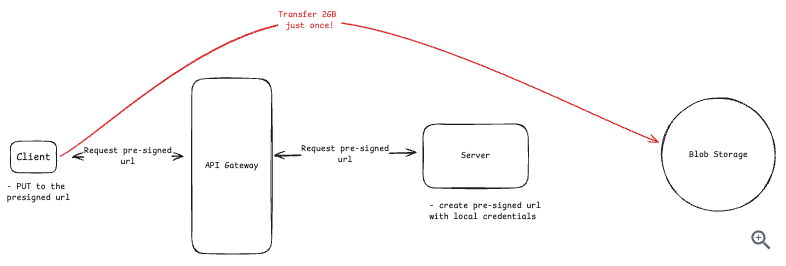 Transfer 2GB
just once!
Client
Request pre-signed
url
API Gateway
Request pre-signed
url
Server
Blob Storage
- PUT to the
presigned url
- create pre-signed url
with local credentials